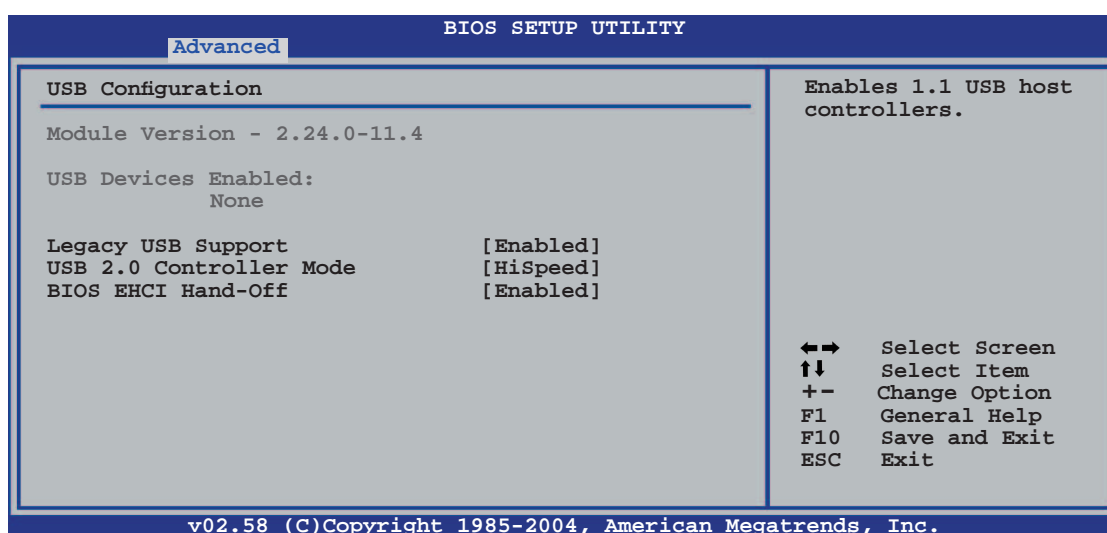 BIOS SETUP UTILITY
Advanced
USB Configuration
Module Version - 2.24.0-11.4
USB Devices Enabled:
None
Legacy USB Support [Enabled]
USB 2.0 Controller Mode [HiSpeed]
BIOS EHCI Hand-Off [Enabled]
Enables 1.1 USB host
controllers.
←→ Select Screen
↑↓ Select Item
+- Change Option
F1 General Help
F10 Save and Exit
ESC Exit
v02.58 (C)Copyright 1985-2004, American Megatrends, Inc.